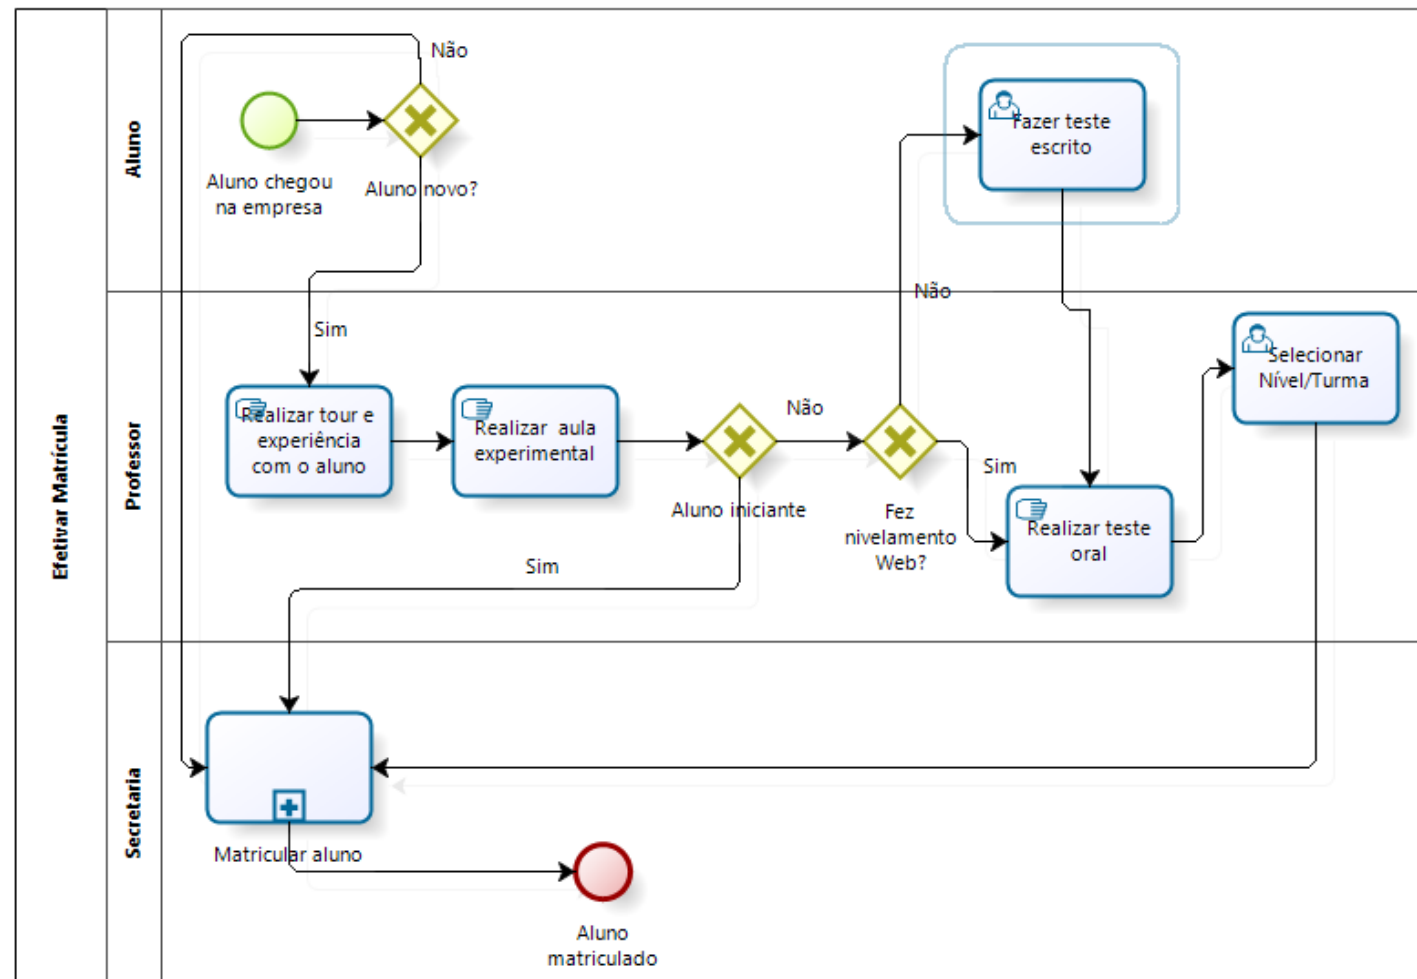 Efetivar Matrícula
Aluno
Não
Aluno chegou
na empresa
Aluno novo?
Fazer teste
escrito
Não
Professor
Sim
Realizar tour e
experiência
com o aluno
Realizar aula
experimental
Não
Aluno iniciante
Sim
Fez
nivelamento
Web?
Sim
Realizar teste
oral
Selecionar
Nível/Turma
Secretaria
Matricular aluno
Aluno
matriculado